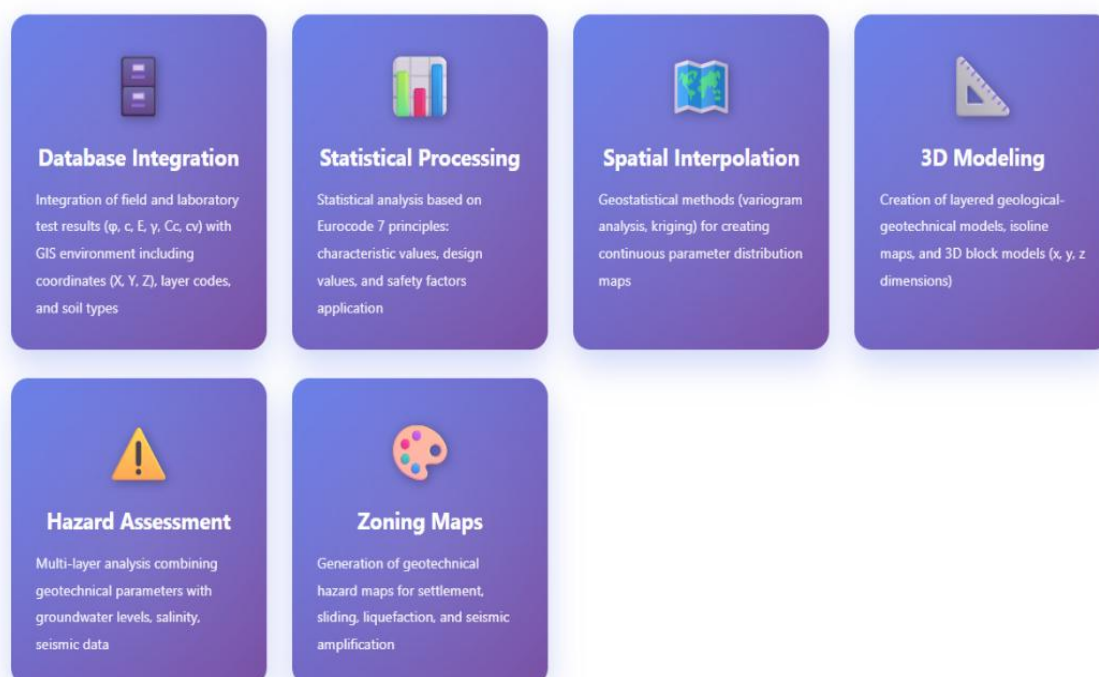 Database Integration
Integration of field and laboratory
test results (φ, c, E, γ, Cc, cv) with
GIS environment including
coordinates (X, Y, Z), layer codes,
and soil types
Statistical Processing
Statistical analysis based on
Eurocode 7 principles:
characteristic values, design
values, and safety factors
application
Spatial Interpolation
Geostatistical methods (variogram
analysis, kriging) for creating
continuous parameter distribution
maps
3D Modeling
Creation of layered geological-
geotechnical models, isoline
maps, and 3D block models (x, y, z
dimensions)
Hazard Assessment
Multi-layer analysis combining
geotechnical parameters with
groundwater levels, salinity,
seismic data
Zoning Maps
Generation of geotechnical
hazard maps for settlement,
sliding, liquefaction, and seismic
amplification